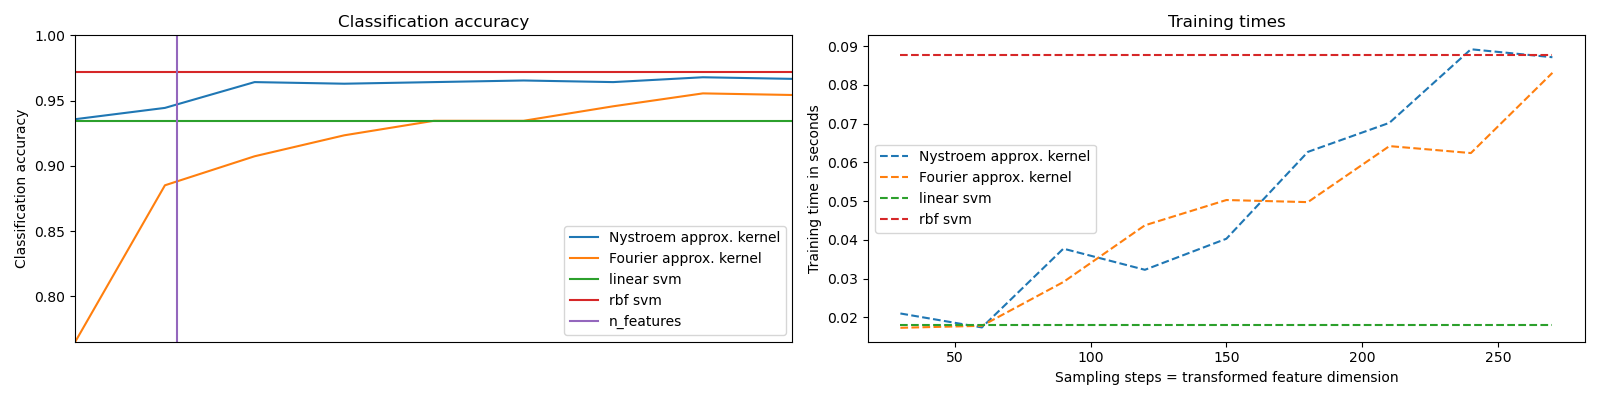 Classification accuracy
Classification accuracy
1.00
0.95
0.90
0.85
0.80
Nystroem approx. kernel
Fourier approx. kernel
linear svm
rbf svm
n_features
Training times
Training time in seconds
0.09
0.08
0.07
0.06
0.05
0.04
0.03
0.02
Nystroem approx. kernel
Fourier approx. kernel
linear svm
rbf svm
50 100 150 200 250
Sampling steps = transformed feature dimension